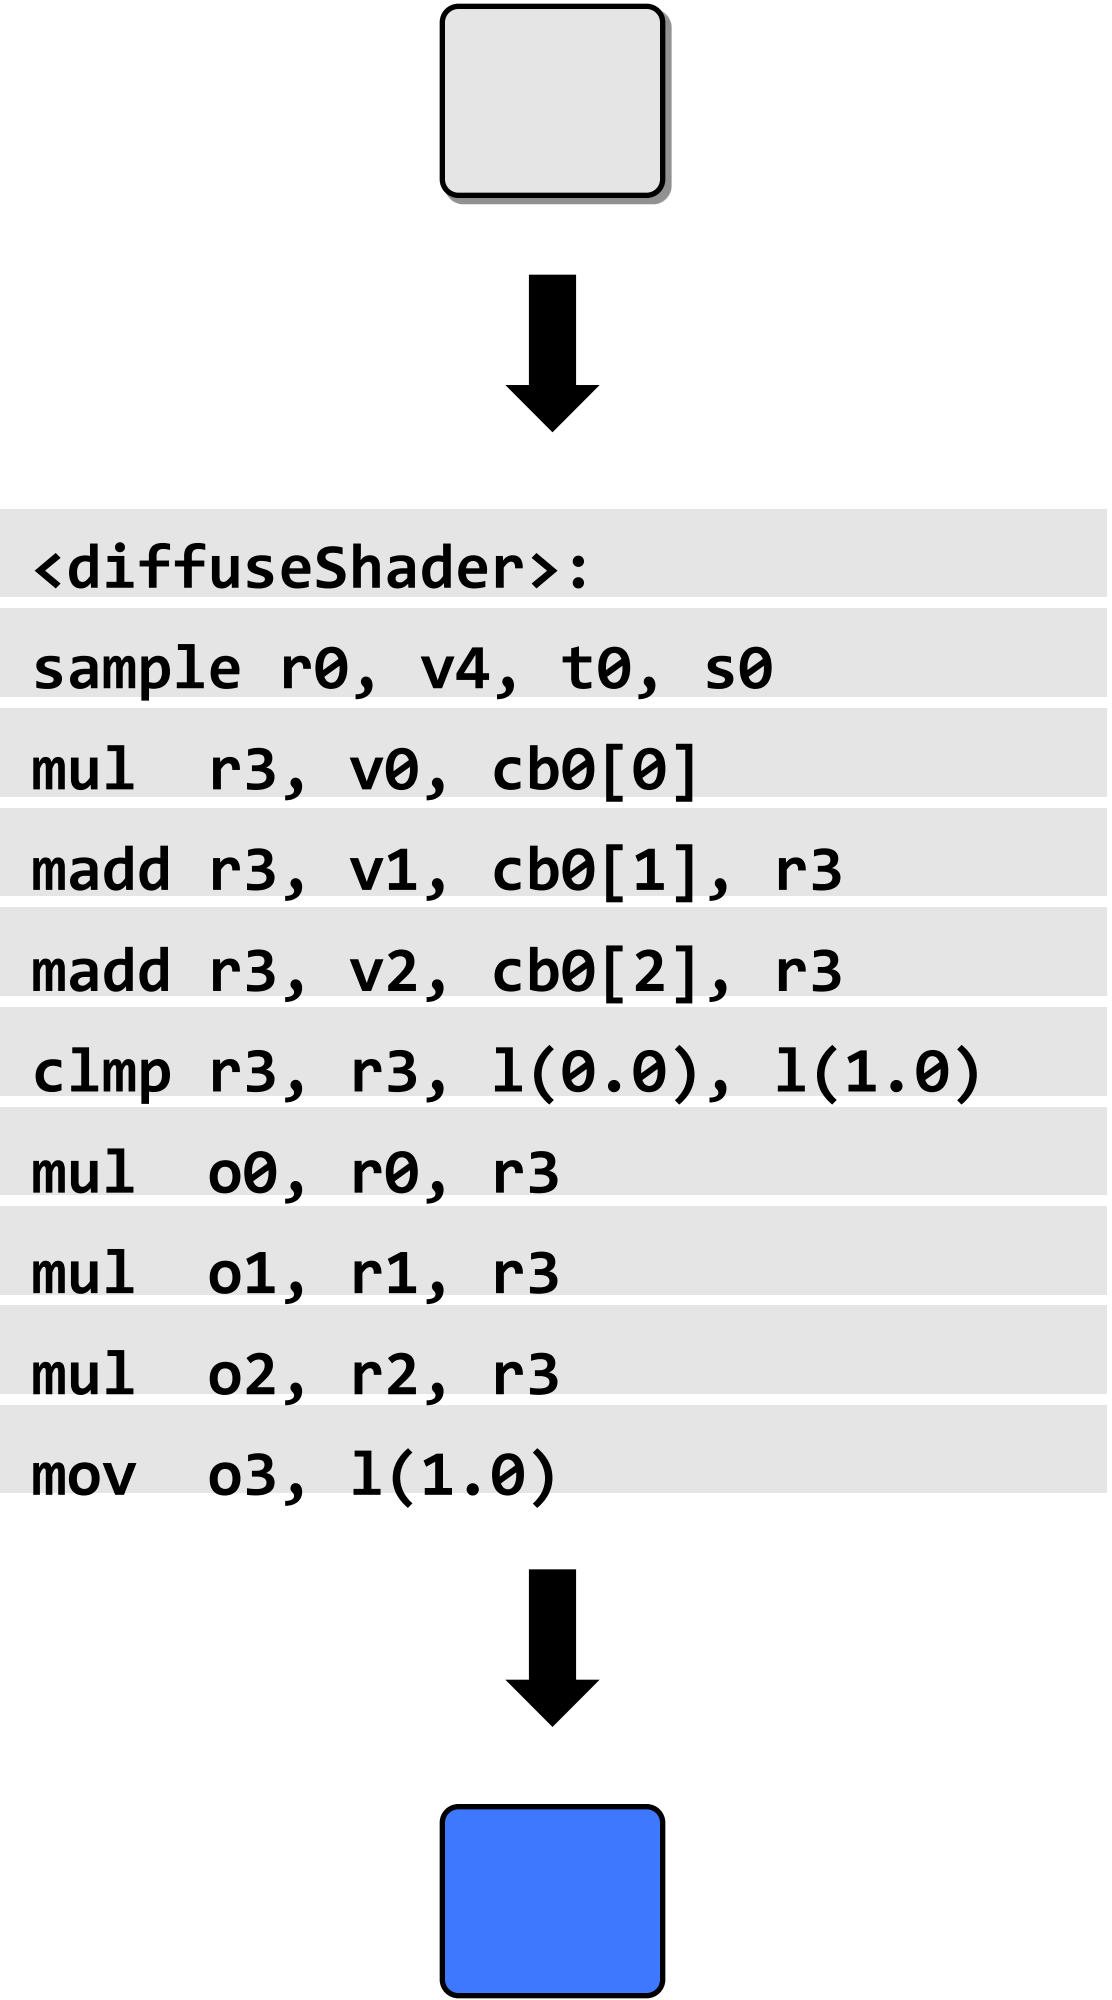 <diffuseShader>:
sample r0, v4, t0, s0
mul  r3, v0, cb0[0]
madd r3, v1, cb0[1], r3
madd r3, v2, cb0[2], r3
clmp r3, r3, l(0.0), l(1.0)
mul  o0, r0, r3
mul  o1, r1, r3
mul  o2, r2, r3
mov  o3, l(1.0)